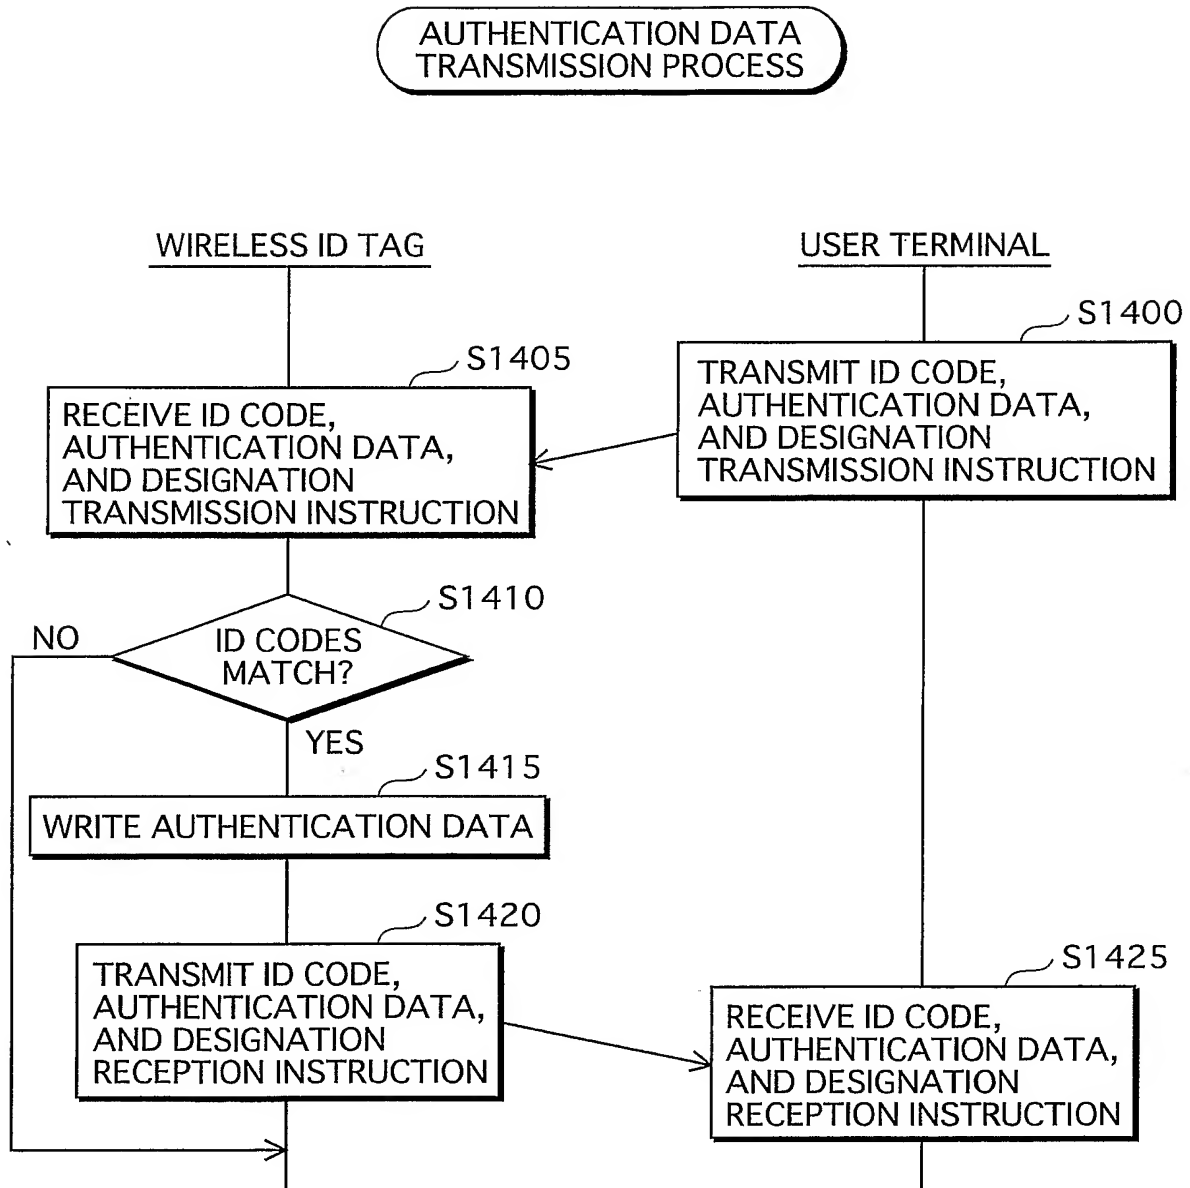 AUTHENTICATION DATA
TRANSMISSION PROCESS
WIRELESS ID TAG
USER TERMINAL
S1400
TRANSMIT ID CODE,
AUTHENTICATION DATA,
AND DESIGNATION
TRANSMISSION INSTRUCTION
S1405
RECEIVE ID CODE,
AUTHENTICATION DATA,
AND DESIGNATION
TRANSMISSION INSTRUCTION
S1410
NO
ID CODES
MATCH?
YES
S1415
WRITE AUTHENTICATION DATA
S1420
TRANSMIT ID CODE,
AUTHENTICATION DATA,
AND DESIGNATION
RECEPTION INSTRUCTION
S1425
RECEIVE ID CODE,
AUTHENTICATION DATA,
AND DESIGNATION
RECEPTION INSTRUCTION